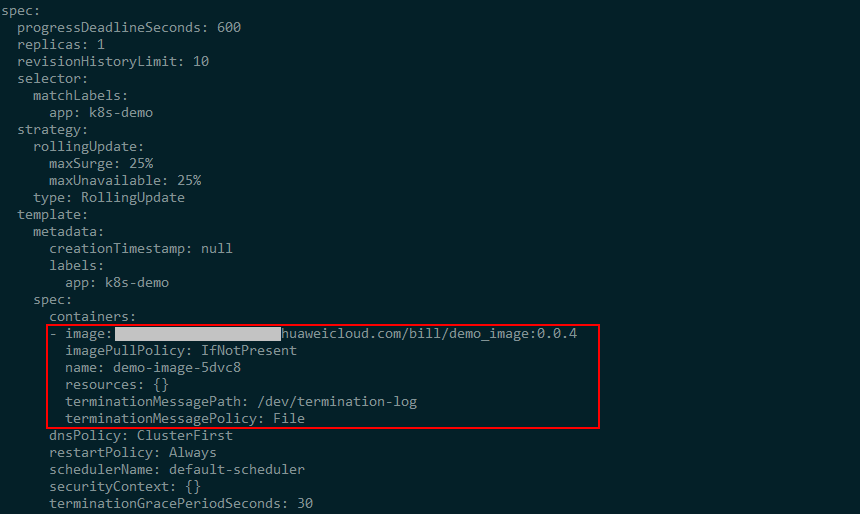 spec:
  progressDeadlineSeconds: 600
  replicas: 1
  revisionHistoryLimit: 10
  selector:
    matchLabels:
      app: k8s-demo
  strategy:
    rollingUpdate:
      maxSurge: 25%
      maxUnavailable: 25%
    type: RollingUpdate
  template:
    metadata:
      creationTimestamp: null
      labels:
        app: k8s-demo
    spec:
      containers:
      - image: huaweicloud.com/bill/demo_image:0.0.4
        imagePullPolicy: IfNotPresent
        name: demo-image-5dvc8
        resources: {}
        terminationMessagePath: /dev/termination-log
        terminationMessagePolicy: File
      dnsPolicy: ClusterFirst
      restartPolicy: Always
      schedulerName: default-scheduler
      securityContext: {}
      terminationGracePeriodSeconds: 30